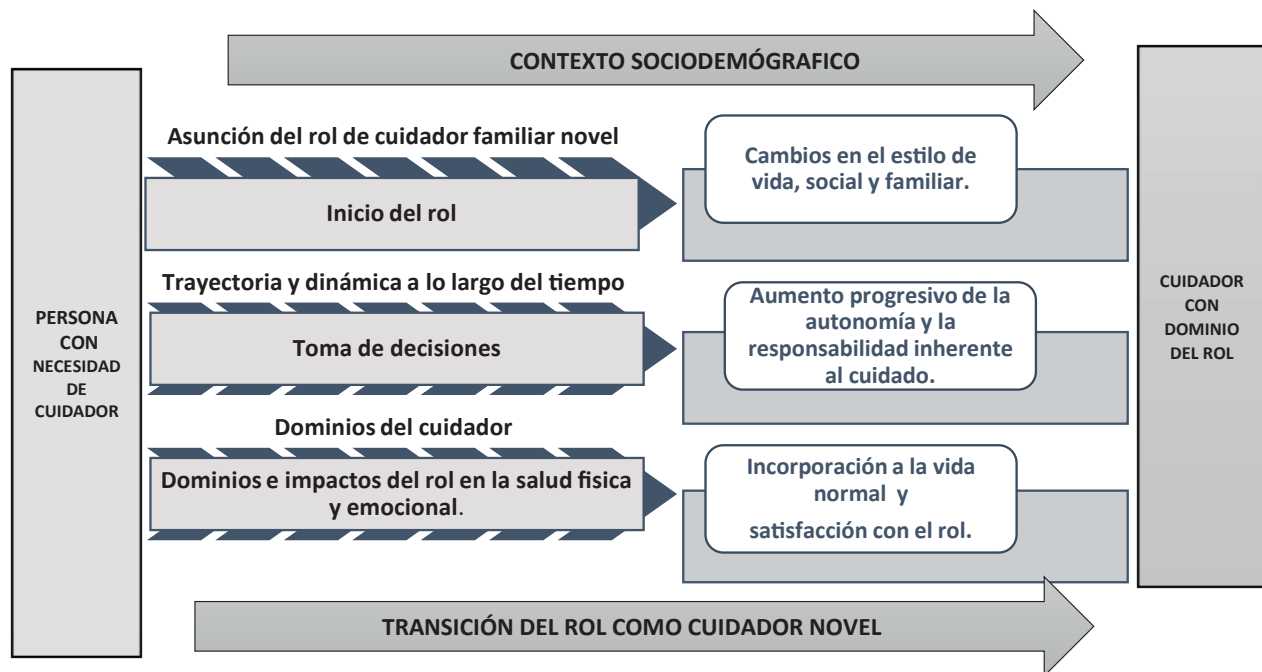 CONTEXTO SOCIODEMÓGRAFICO
PERSONA
CON
NECESIDAD
DE
CUIDADOR
Asunción del rol de cuidador familiar novel
Inicio del rol
Cambios en el estilo de
vida, social y familiar.
Trayectoria y dinámica a lo largo del tiempo
Toma de decisiones
Aumento progresivo de la
autonomía y la
responsabilidad inherente
al cuidado.
Dominios del cuidador
Dominios e impactos del rol en la salud fisica
y emocional.
Incorporación a la vida
normal y
satisfacción con el rol.
CUIDADOR
CON
DOMINIO
DEL ROL
TRANSICIÓN DEL ROL COMO CUIDADOR NOVEL